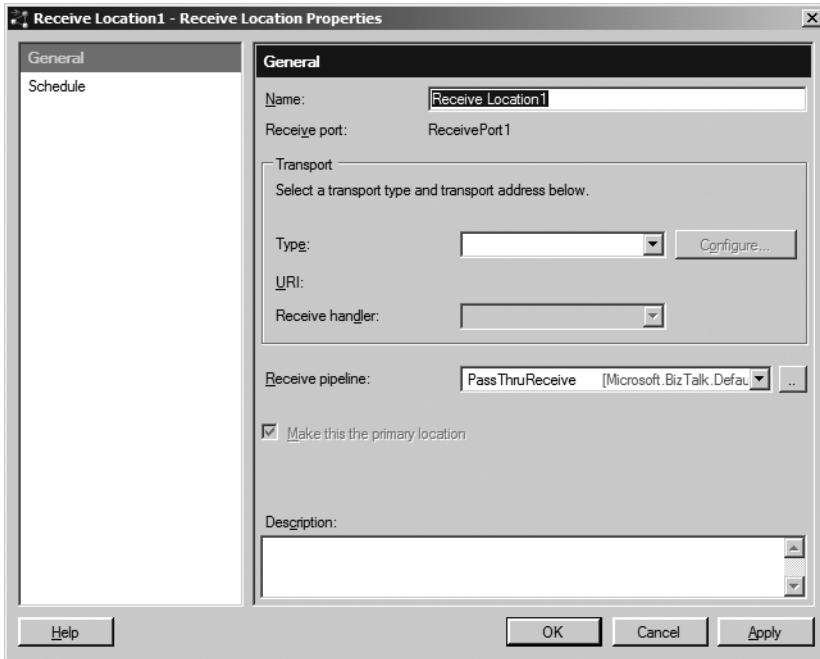 Receive Location1 - Receive Location Properties
General
Schedule
General
Name: Receive Location1
Receive port: ReceivePort1
Transport
Select a transport type and transport address below.
Type: Configure...
URI:
Receive handler:
Receive pipeline: PassThruReceive [Microsoft.BizTalk.Defau ..
Make this the primary location
Description:
Help OK Cancel Apply